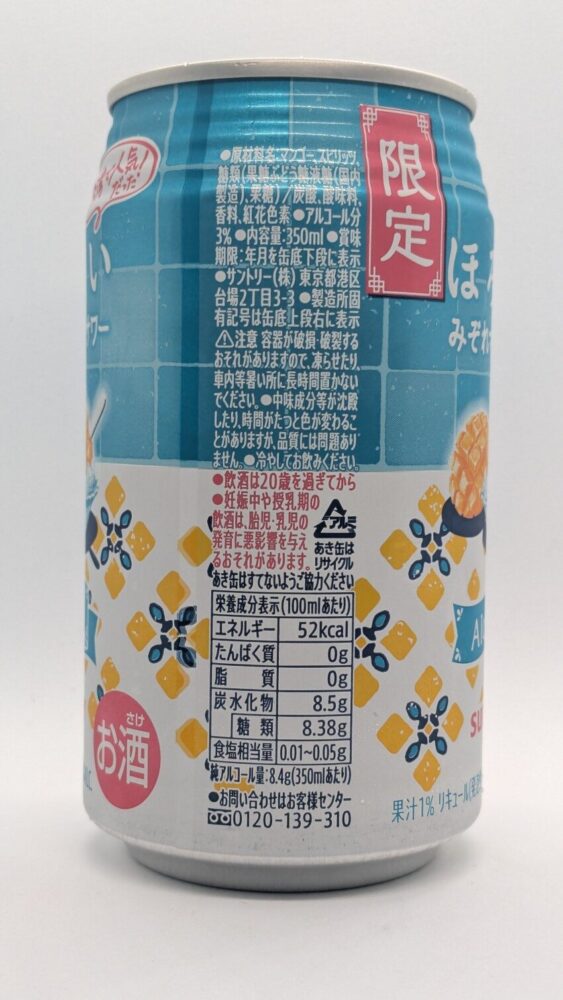 人気!
だった!
限定
●原材料名:マンゴー、スピリッツ、
糖類(果糖ぶどう糖液糖(国内
製造)、果糖)/炭酸、酸味料、
香料、紅花色素 ●アルコール分
3% ●内容量:350ml ●賞味
期限:年月を缶底下段に表示
●サントリー(株) 東京都港区
台場2丁目3-3 ●製造所固
有記号は缶底上段右に表示
⚠注意 容器が破損・破裂する
おそれがありますので、凍らせたり、
車内等暑い所に長時間置かない
でください。●中味成分等が沈殿
したり、時間がたつと色が変わるこ
とがありますが、品質には問題あり
ません。●冷やしてお飲みください。
●飲酒は20歳を過ぎてから
●妊娠中や授乳期の
飲酒は、胎児・乳児の
発育に悪影響を与え
るおそれがあります。
アルミ
あき缶は
リサイクル
あき缶はすてないようご協力ください
栄養成分表示(100mlあたり)
エネルギー 52kcal
たんぱく質 0g
脂質 0g
炭水化物 8.5g
糖類 8.38g
食塩相当量 0.01~0.05g
純アルコール量:8.4g(350mlあたり)
●お問い合わせはお客様センター
0120-139-310
い
ワー
さけ
お酒
ほ
みぞれ
SU
果汁1% リキュール